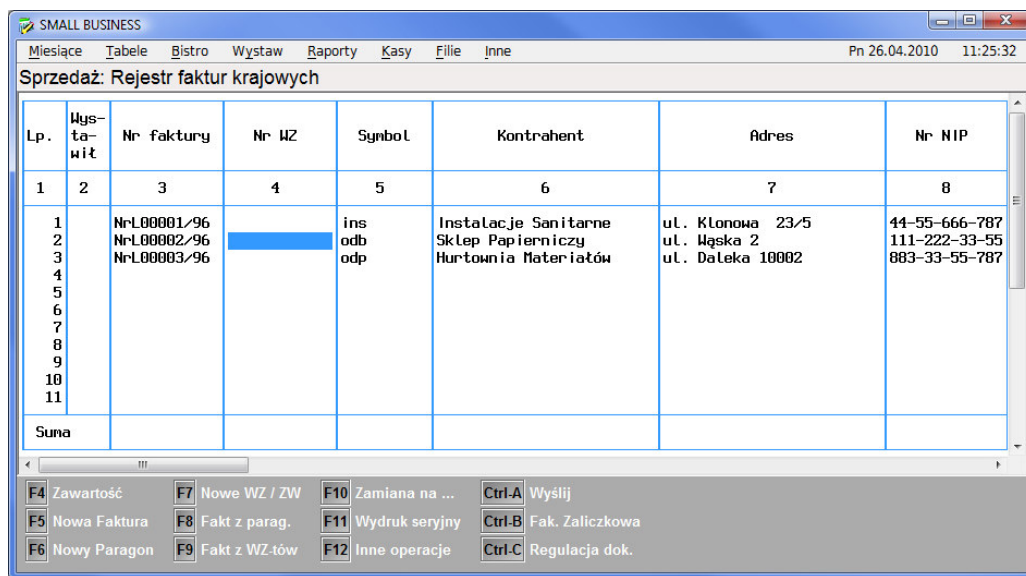 SMALL BUSINESS
Miesiące Tabele Bistro Wystaw Raporty Kasy Filie Inne Pn 26.04.2010 11:25:32
Sprzedaż: Rejestr faktur krajowych
Lp. Wys-ta-wił Nr faktury Nr WZ Symbol Kontrahent Adres Nr NIP
1 2 3 4 5 6 7 8
1 NrL00001/96 ins Instalacje Sanitarne ul. Klonowa 23/5 44-55-666-787
2 NrL00002/96 odb Sklep Papierniczy ul. Wąska 2 111-222-33-55
3 NrL00003/96 odp Hurtownia Materiałów ul. Daleka 10002 883-33-55-787
4
5
6
7
8
9
10
11
Suma
F4 Zawartość F7 Nowe WZ / ZW F10 Zamiana na ... Ctrl-A Wyślij
F5 Nowa Faktura F8 Fakt z parag. F11 Wydruk seryjny Ctrl-B Fak. Zaliczkowa
F6 Nowy Paragon F9 Fakt z WZ-tów F12 Inne operacje Ctrl-C Regulacja dok.